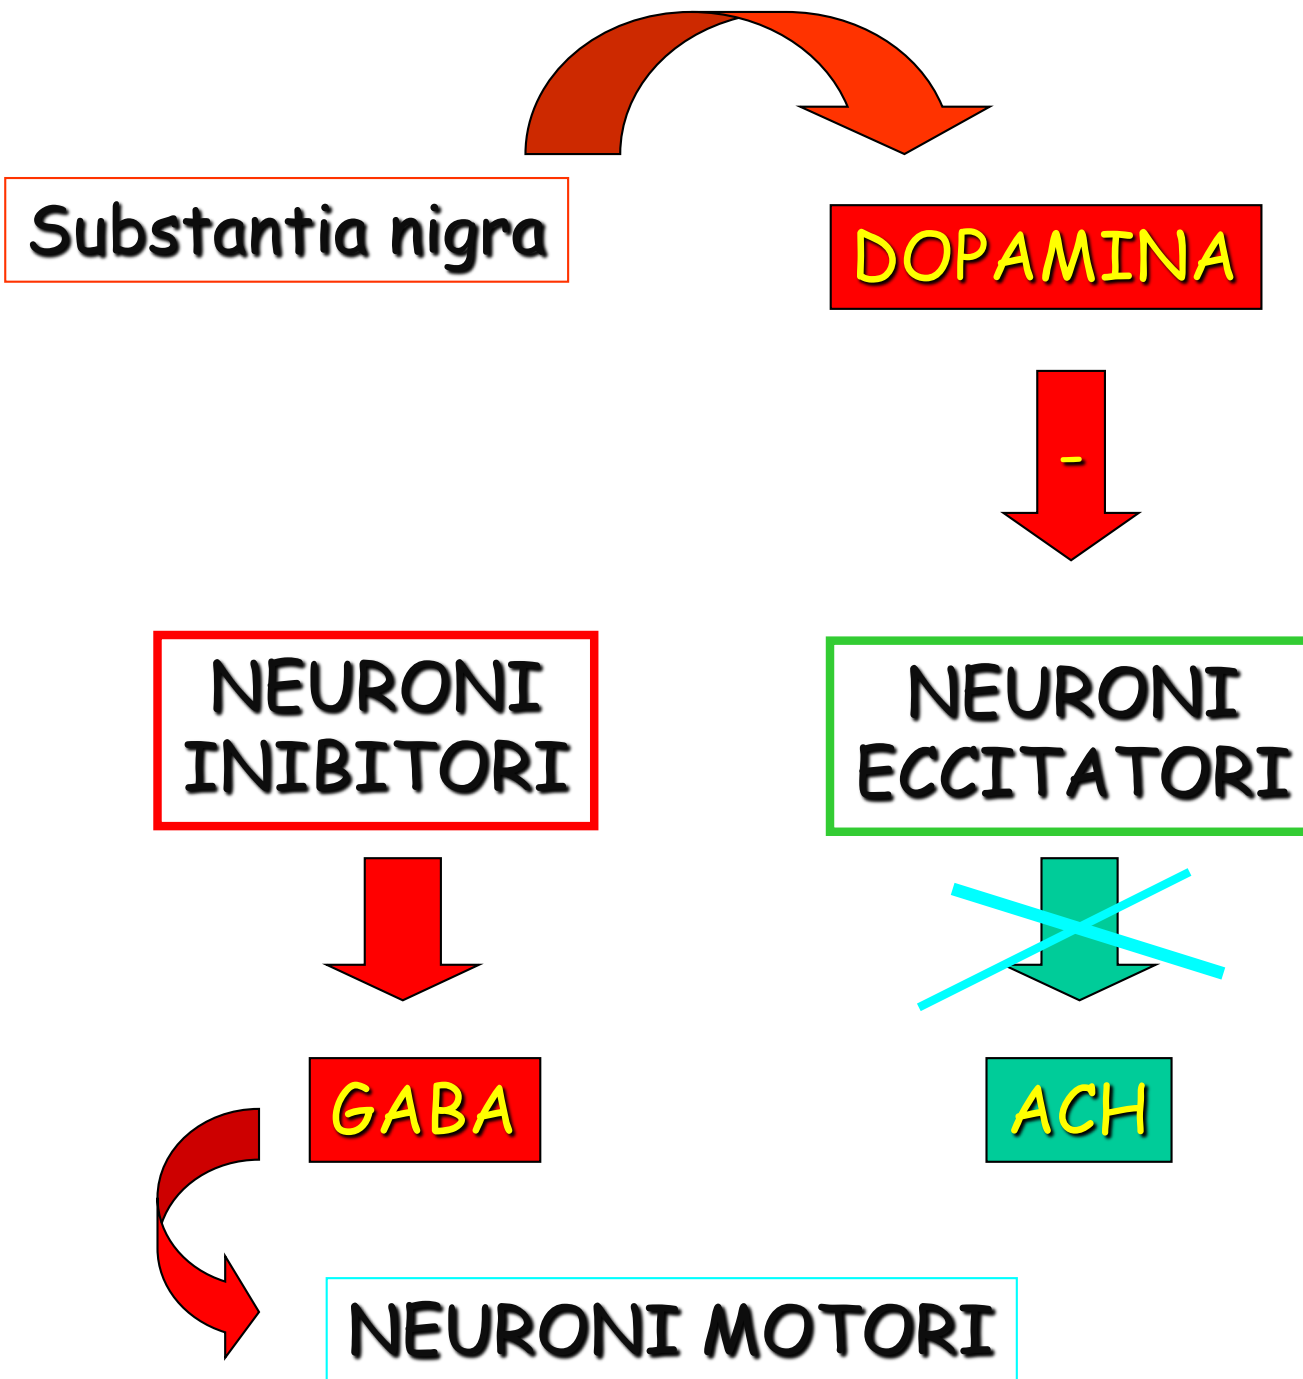 Substantia nigra
DOPAMINA
-
NEURONI
INIBITORI
NEURONI
ECCITATORI
GABA
ACH
NEURONI MOTORI